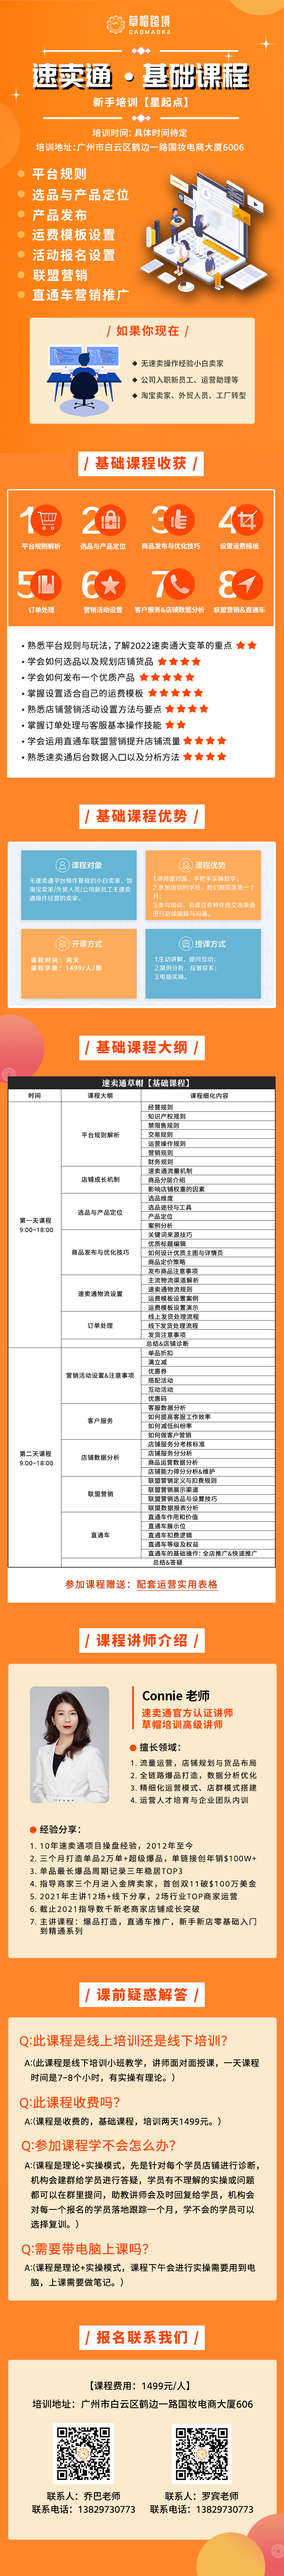 草帽跨境
CAOMAOKJ
速卖通·基础课程
新手培训【星起点】
培训时间：具体时间待定
培训地址：广州市白云区鹤边一路国妆电商大厦6006
平台规则
选品与产品定位
产品发布
运费模板设置
活动报名设置
联盟营销
直通车营销推广
/ 如果你现在 /
无速卖操作经验小白卖家
公司入职新员工、运营助理等
淘宝卖家、外贸人员、工厂转型
/ 基础课程收获 /
1 2 3 4
平台规则解析 选品与产品定位 商品发布与优化技巧 设置运费模板
5 6 7 8
订单处理 营销活动设置 客户服务&店铺数据分析 联盟营销&直通车
• 熟悉平台规则与玩法，了解2022速卖通大变革的重点 ★★
• 学会如何选品以及规划店铺货品 ★★★★
• 学会如何发布一个优质产品 ★★★★★
• 掌握设置适合自己的运费模板 ★★★★★
• 熟悉店铺营销活动设置方法与要点 ★★★★
• 掌握订单处理与客服基本操作技能 ★★
• 学会运用直通车联盟营销提升店铺流量 ★★★★
• 熟悉速卖通后台数据入口以及分析方法 ★★★★
/ 基础课程优势 /
课程对象
无速卖通平台操作基础的小白卖家，如
淘宝卖家/外贸人员/公司新员工无速卖
通操作经营的卖家。
课程优势
1.讲师面对面，手把手实操教学；
2.参加培训的学员，我们跟踪落地一个
月；
3.参与培训，会建立各种在线交流渠道
进行后续跟踪与沟通。
开课方式
课程时间：两天
课程学费：1499/人/期
授课方式
1.主动讲解，提问互动；
2.案例分析，后景联系；
3.电脑实操。
/ 基础课程大纲 /
速卖通草帽【基础课程】
时间 课程大纲 课程细化内容
第一天课程
9:00-18:00
平台规则解析
经营规则
知识产权规则
禁限售规则
交易规则
运营操作规则
营销规则
财务规则
店铺成长机制
速卖通流量机制
商品分层介绍
影响店铺权重的因素
选品与产品定位
选品维度
选品途径与工具
产品定位
案例分析
商品发布与优化技巧
关键词来源技巧
优质标题编辑
如何设计优质主图与详情页
商品定价策略
发布商品注意事项
速卖通物流设置
主流物流渠道解析
速卖通物流规则
运费模板设置案例
运费模板设置演示
订单处理
线上发货处理流程
线下发货处理流程
发货注意事项
总结&店铺诊断
第二天课程
9:00-18:00
营销活动设置&注意事项
单品折扣
满立减
优惠券
搭配活动
互动活动
优惠码
客户服务
客服数据分析
如何提高客服工作效率
如何减低纠纷率
如何做客户营销
店铺数据分析
店铺服务分考核标准
店铺服务分分析
商品运营数据分析
店铺能力得分分析&维护
联盟营销
联盟营销定义与扣费规则
联盟营销展示渠道
联盟营销选品与设置技巧
联盟数据报表分析
直通车
直通车作用和价值
直通车展示位
直通车扣费逻辑
直通车等级及权益
直通车的基础操作：全店推广&快速推广
总结&答疑
参加课程赠送：配套运营实用表格
/ 课程讲师介绍 /
Connie 老师
速卖通官方认证讲师
草帽培训高级讲师
擅长领域：
1. 流量运营，店铺规划与货品布局
2. 全链路爆品打造，数据分析优化
3. 精细化运营模式、店群模式搭建
4. 运营人才培育与企业团队内训
经验分享：
1. 10年速卖通项目操盘经验，2012年至今
2. 三个月打造单品2万单+超级爆品，单链接创年销$100W+
3. 单品最长爆品周期记录三年稳居TOP3
4. 指导商家三个月进入金牌卖家，首创双11破$100万美金
5. 2021年主讲12场+线下分享，2场行业TOP商家运营
6. 截止2021指导数千新老商家店铺成长突破
7. 主讲课程：爆品打造，直通车推广，新手新店零基础入门
到精通系列
/ 课前疑惑解答 /
Q:此课程是线上培训还是线下培训？
A:(此课程是线下培训小班教学，讲师面对面授课，一天课程
时间是7-8个小时，有实操有理论。）
Q:此课程收费吗？
A:(课程是收费的，基础课程，培训两天1499元。）
Q:参加课程学不会怎么办？
A:(课程是理论+实操模式，先是针对每个学员店铺进行诊断，
机构会建群给学员进行答疑，学员有不理解的实操或问题
都可以在群里提问，助教讲师会及时回复给学员，机构会
对每一个报名的学员落地跟踪一个月，学不会的学员可以
选择复训。）
Q:需要带电脑上课吗？
A:(课程是理论+实操模式，课程下午会进行实操需要用到电
脑，上课需要做笔记。）
/ 报名联系我们 /
【课程费用：1499元/人】
培训地址：广州市白云区鹤边一路国妆电商大厦606
联系人：乔巴老师 联系人：罗宾老师
联系电话：13829730773 联系电话：13829730773